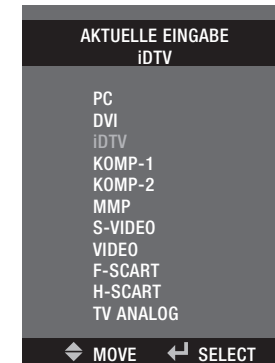 AKTUELLE EINGABE
iDTV
PC
DVI
iDTV
KOMP-1
KOMP-2
MMP
S-VIDEO
VIDEO
F-SCART
H-SCART
TV ANALOG
MOVE SELECT